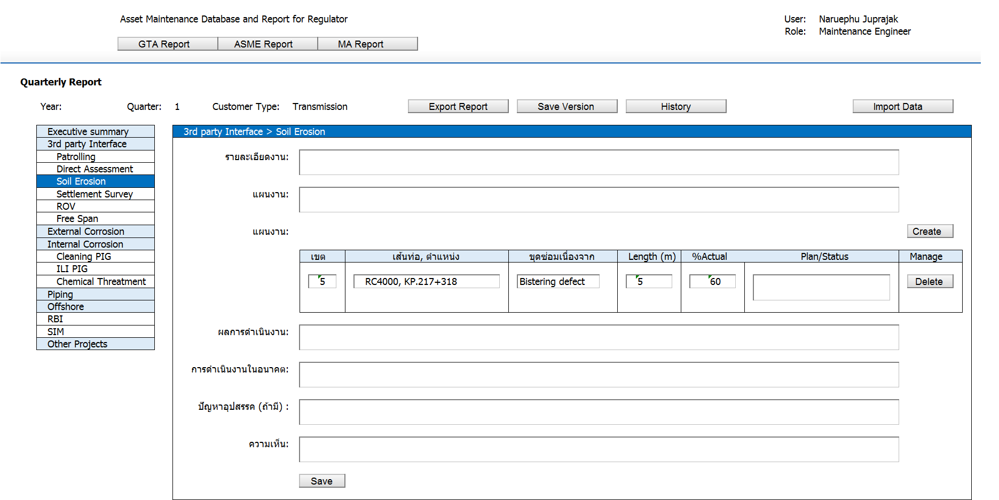 Asset Maintenance Database and Report for Regulator
User: Naruephu Juprajak
Role: Maintenance Engineer
GTA Report ASME Report MA Report
Quarterly Report
Year: Quarter: 1 Customer Type: Transmission Export Report Save Version History Import Data
Executive summary
3rd party Interface
Patrolling
Direct Assessment
Soil Erosion
Settlement Survey
ROV
Free Span
External Corrosion
Internal Corrosion
Cleaning PIG
ILI PIG
Chemical Threatment
Piping
Offshore
RBI
SIM
Other Projects
3rd party Interface > Soil Erosion
รายละเอียดงาน:
แผนงาน:
แผนงาน: Create
เขต เส้นท่อ, ตำแหน่ง ขุดซ่อมเนื่องจาก Length (m) %Actual Plan/Status Manage
5 RC4000, KP.217+318 Bistering defect 5 60 Delete
ผลการดำเนินงาน:
การดำเนินงานในอนาคต:
ปัญหาอุปสรรค (ถ้ามี) :
ความเห็น:
Save